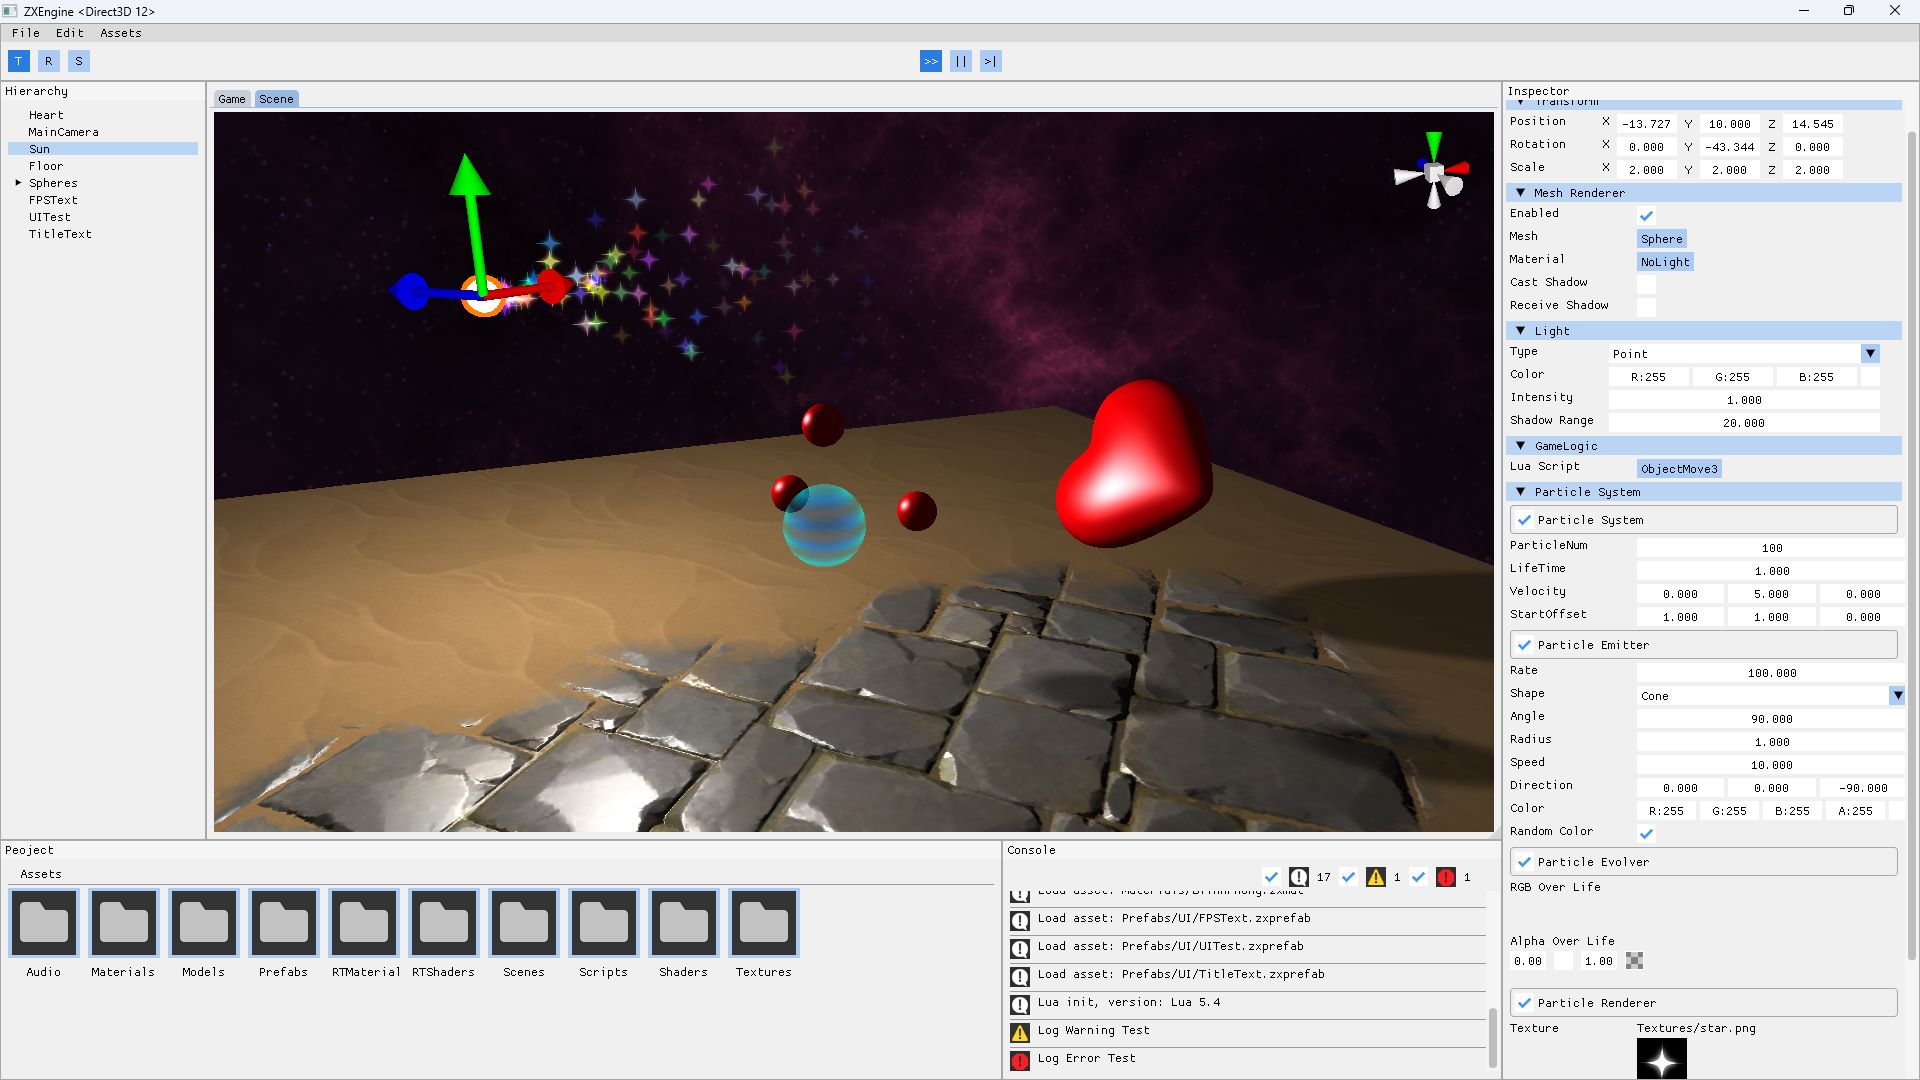 ZXEngine <Direct3D 12>
File Edit Assets
T R S >> || >|
Hierarchy
Heart
MainCamera
Sun
Floor
Spheres
FPSText
UITest
TitleText
Game Scene
Inspector
Transform
Position X -13.727 Y 10.000 Z 14.545
Rotation X 0.000 Y -43.344 Z 0.000
Scale X 2.000 Y 2.000 Z 2.000
Mesh Renderer
Enabled
Mesh Sphere
Material NoLight
Cast Shadow
Receive Shadow
Light
Type Point
Color R:255 G:255 B:255
Intensity 1.000
Shadow Range 20.000
GameLogic
Lua Script ObjectMove3
Particle System
Particle System
ParticleNum 100
LifeTime 1.000
Velocity 0.000 5.000 0.000
StartOffset 1.000 1.000 0.000
Particle Emitter
Rate 100.000
Shape Cone
Angle 90.000
Radius 1.000
Speed 10.000
Direction 0.000 0.000 -90.000
Color R:255 G:255 B:255 A:255
Random Color
Particle Evolver
RGB Over Life
Alpha Over Life
0.00 1.00
Particle Renderer
Texture Textures/star.png
Peoject
Assets
Audio Materials Models Prefabs RTMaterial RTShaders Scenes Scripts Shaders Textures
Console
17 1 1
Load asset: Materials/BlinnPhong.zxmat
Load asset: Prefabs/UI/FPSText.zxprefab
Load asset: Prefabs/UI/UITest.zxprefab
Load asset: Prefabs/UI/TitleText.zxprefab
Lua init, version: Lua 5.4
Log Warning Test
Log Error Test